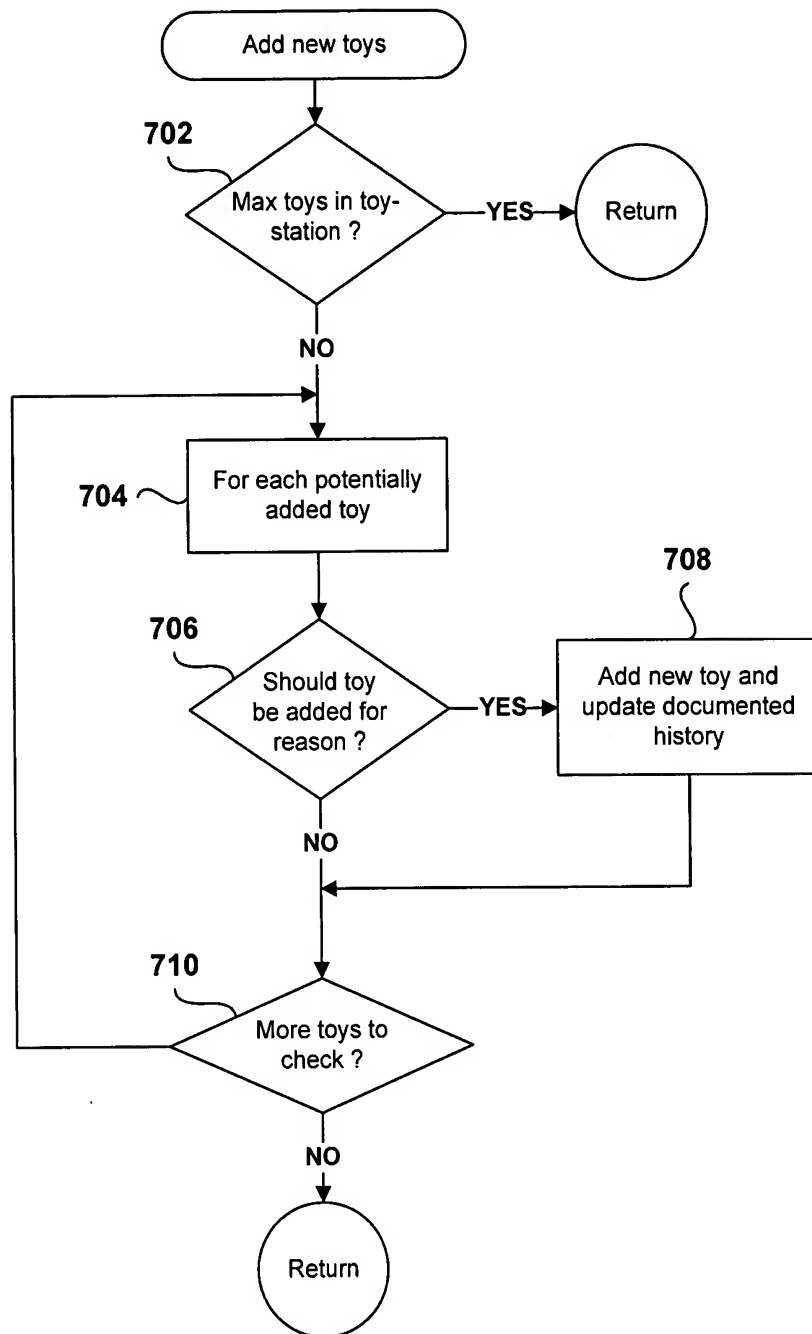 Add new toys
702
Max toys in toy-
station ?
YES
Return
NO
704
For each potentially
added toy
706
Should toy
be added for
reason ?
YES
708
Add new toy and
update documented
history
NO
710
More toys to
check ?
NO
Return